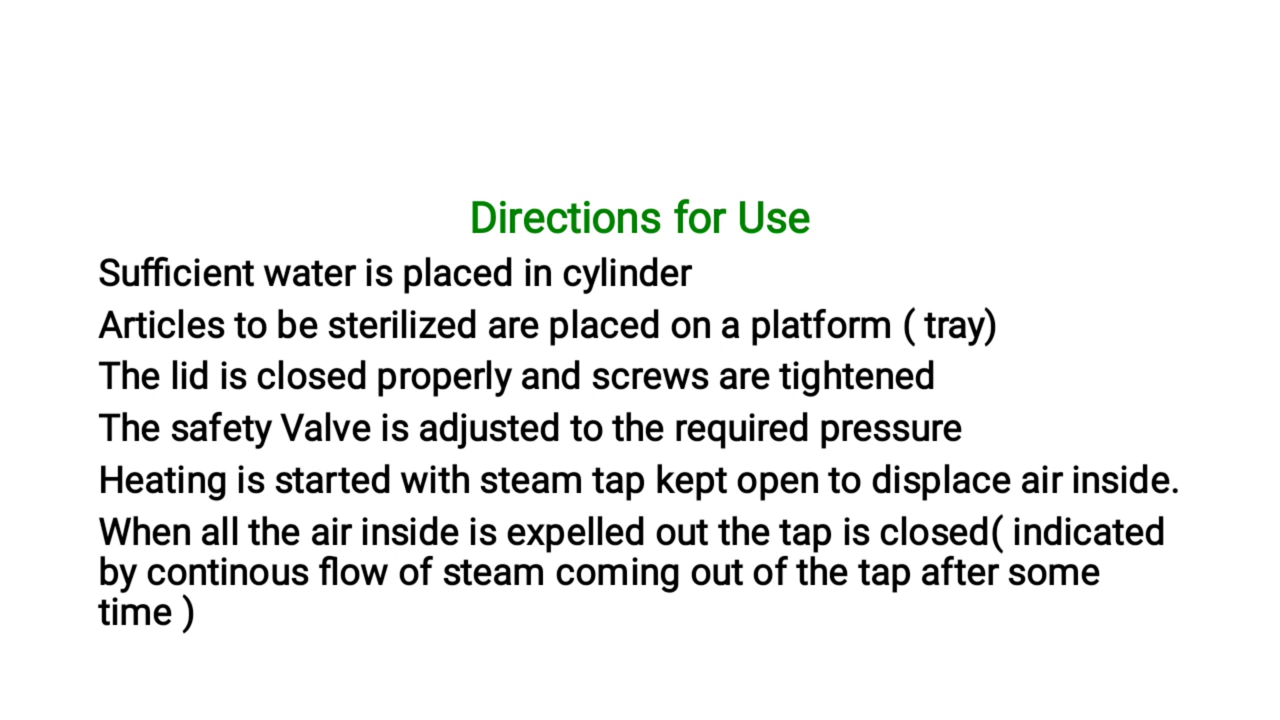 Directions for Use
Sufficient water is placed in cylinder
Articles to be sterilized are placed on a platform ( tray)
The lid is closed properly and screws are tightened
The safety Valve is adjusted to the required pressure
Heating is started with steam tap kept open to displace air inside.
When all the air inside is expelled out the tap is closed( indicated
by continous flow of steam coming out of the tap after some
time )